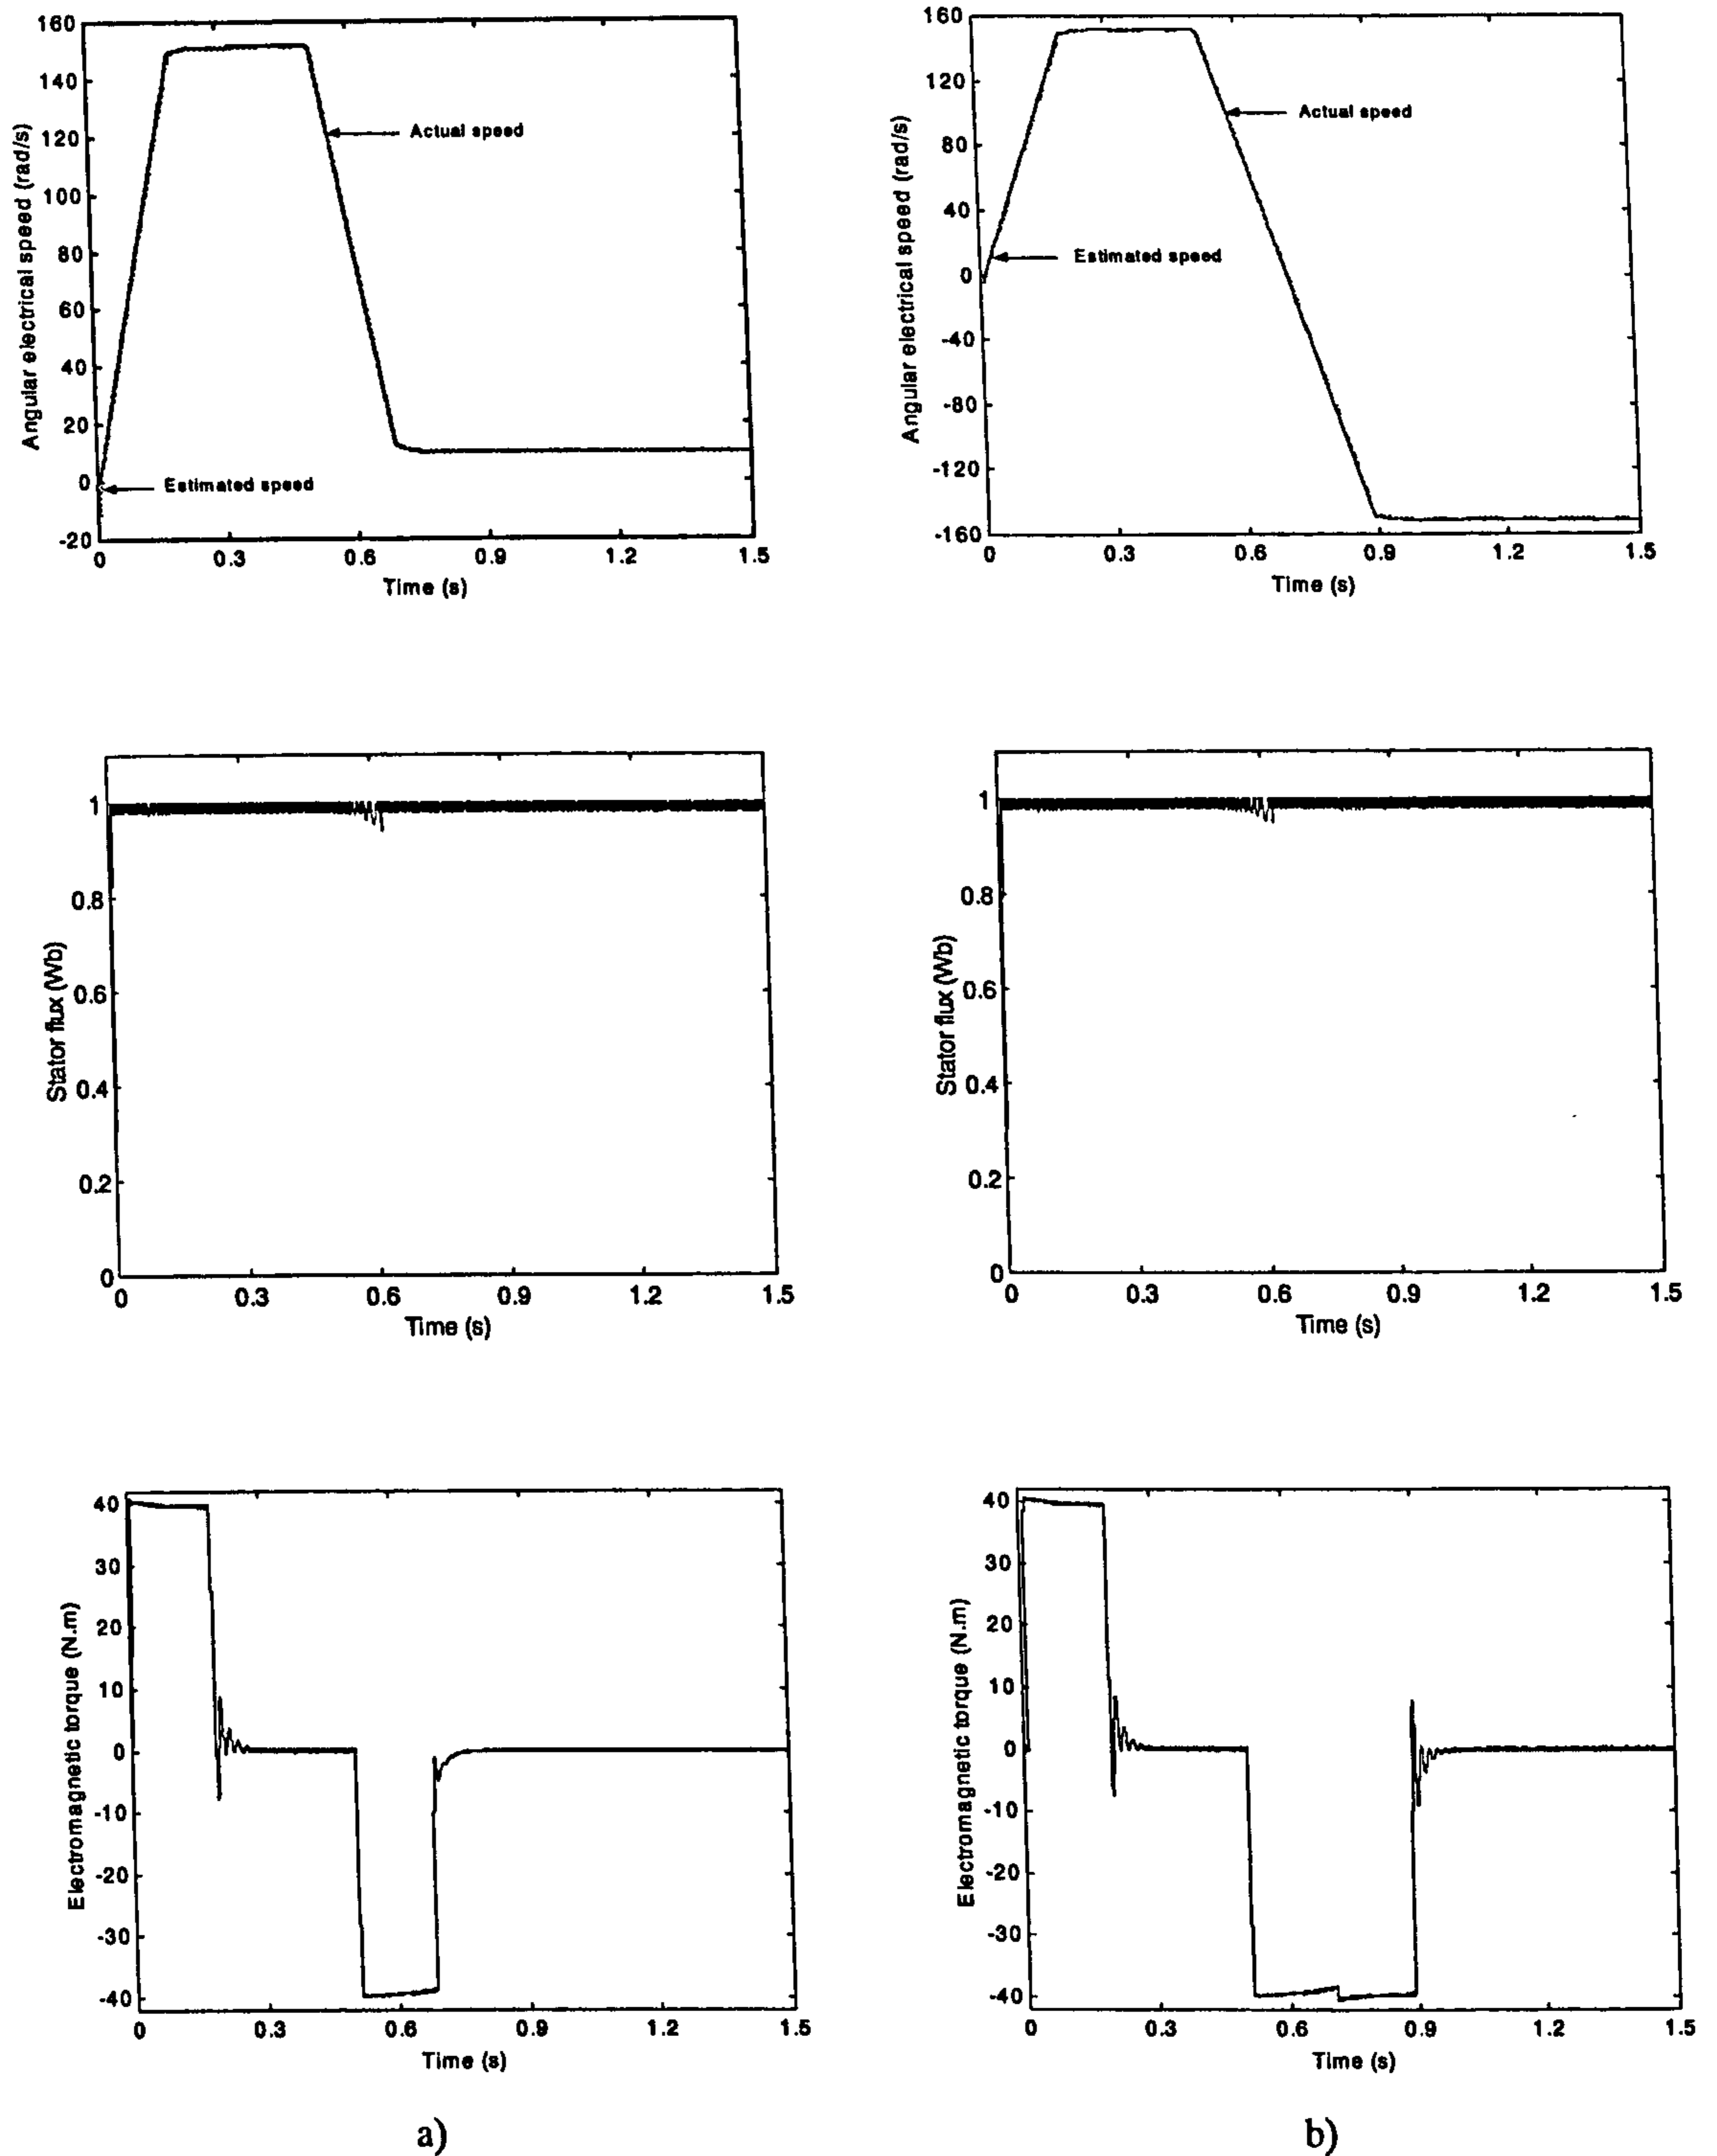 160
140
120
100
80
60
40
20
0
-20
Angular electrical speed (rad/s)
Actual speed
Estimated speed
0 0.3 0.6 0.9 1.2 1.5
Time (s)
160
120
80
40
0
-40
-80
-120
-160
Angular electrical speed (rad/s)
Actual speed
Estimated speed
0 0.3 0.6 0.9 1.2 1.5
Time (s)
1
0.8
0.6
0.4
0.2
0
Stator flux (Wb)
0 0.3 0.6 0.9 1.2 1.5
Time (s)
1
0.8
0.6
0.4
0.2
0
Stator flux (Wb)
0 0.3 0.6 0.9 1.2 1.5
Time (s)
40
30
20
10
0
-10
-20
-30
-40
Electromagnetic torque (N.m)
0 0.3 0.6 0.9 1.2 1.5
Time (s)
40
30
20
10
0
-10
-20
-30
-40
Electromagnetic torque (N.m)
0 0.3 0.6 0.9 1.2 1.5
Time (s)
a)
b)